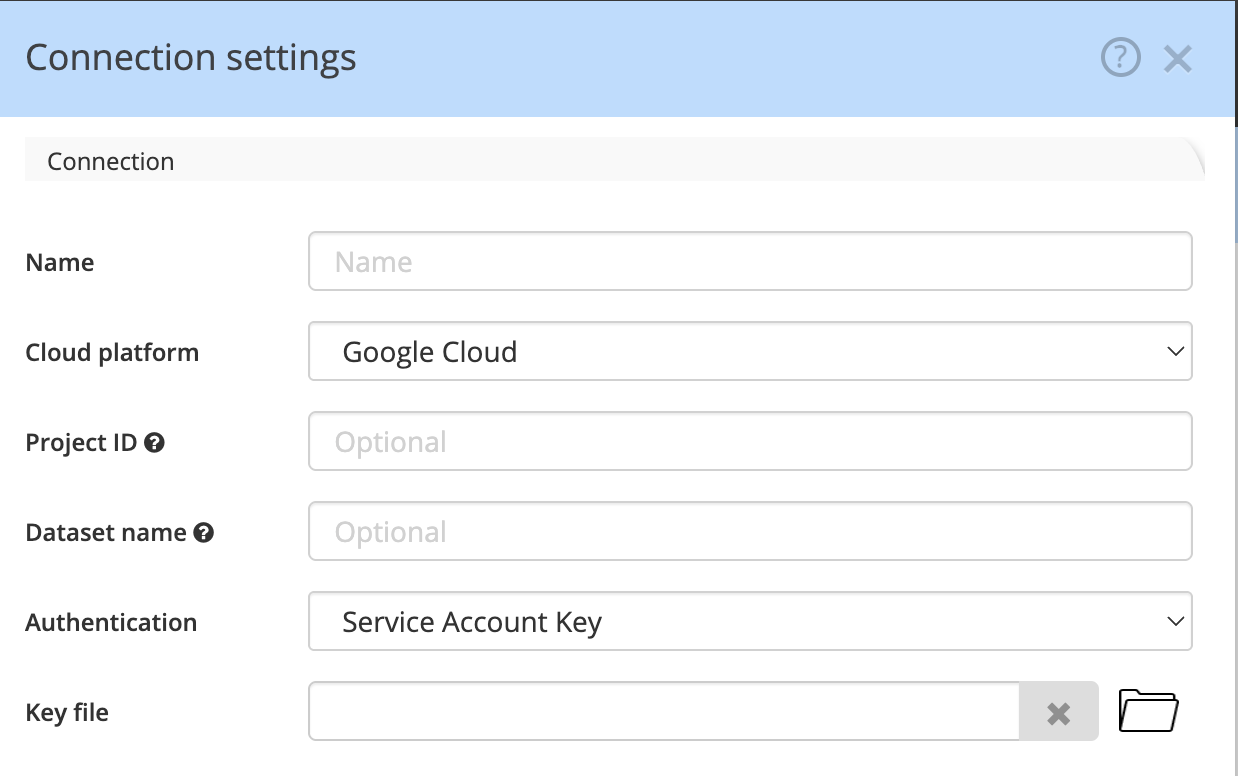 Connection settings
?
Connection
Name
Name
Cloud platform
Google Cloud
Project ID ?
Optional
Dataset name ?
Optional
Authentication
Service Account Key
Key file